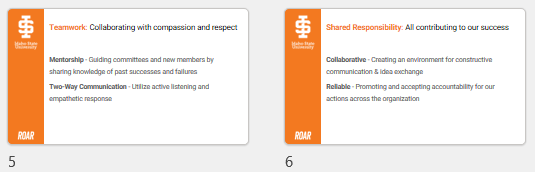 IS
Idaho State
University
Teamwork: Collaborating with compassion and respect
Mentorship - Guiding committees and new members by
sharing knowledge of past successes and failures
Two-Way Communication - Utilize active listening and
empathetic response
ROAR
5
IS
Idaho State
University
Shared Responsibility: All contributing to our success
Collaborative - Creating an environment for constructive
communication & idea exchange
Reliable - Promoting and accepting accountability for our
actions across the organization
ROAR
6